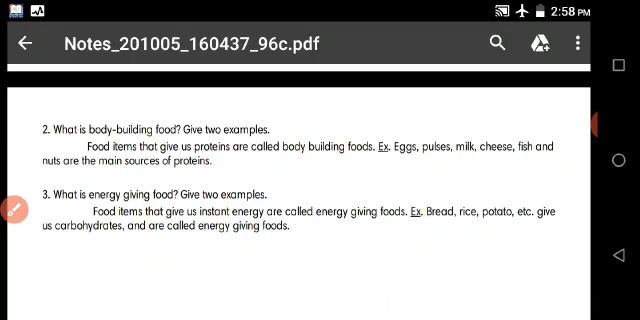 2:58 PM
Notes_201005_160437_96c.pdf
2. What is body-building food? Give two examples.
Food items that give us proteins are called body building foods. Ex. Eggs, pulses, milk, cheese, fish and
nuts are the main sources of proteins.
3. What is energy giving food? Give two examples.
Food items that give us instant energy are called energy giving foods. Ex. Bread, rice, potato, etc. give
us carbohydrates, and are called energy giving foods.